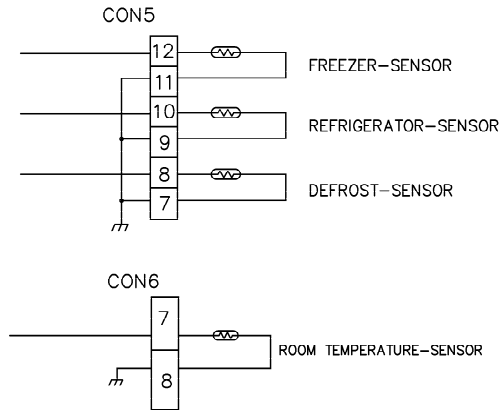 CON5
12
FREEZER-SENSOR
11
10
REFRIGERATOR-SENSOR
9
8
DEFROST-SENSOR
7
CON6
7
ROOM TEMPERATURE-SENSOR
8